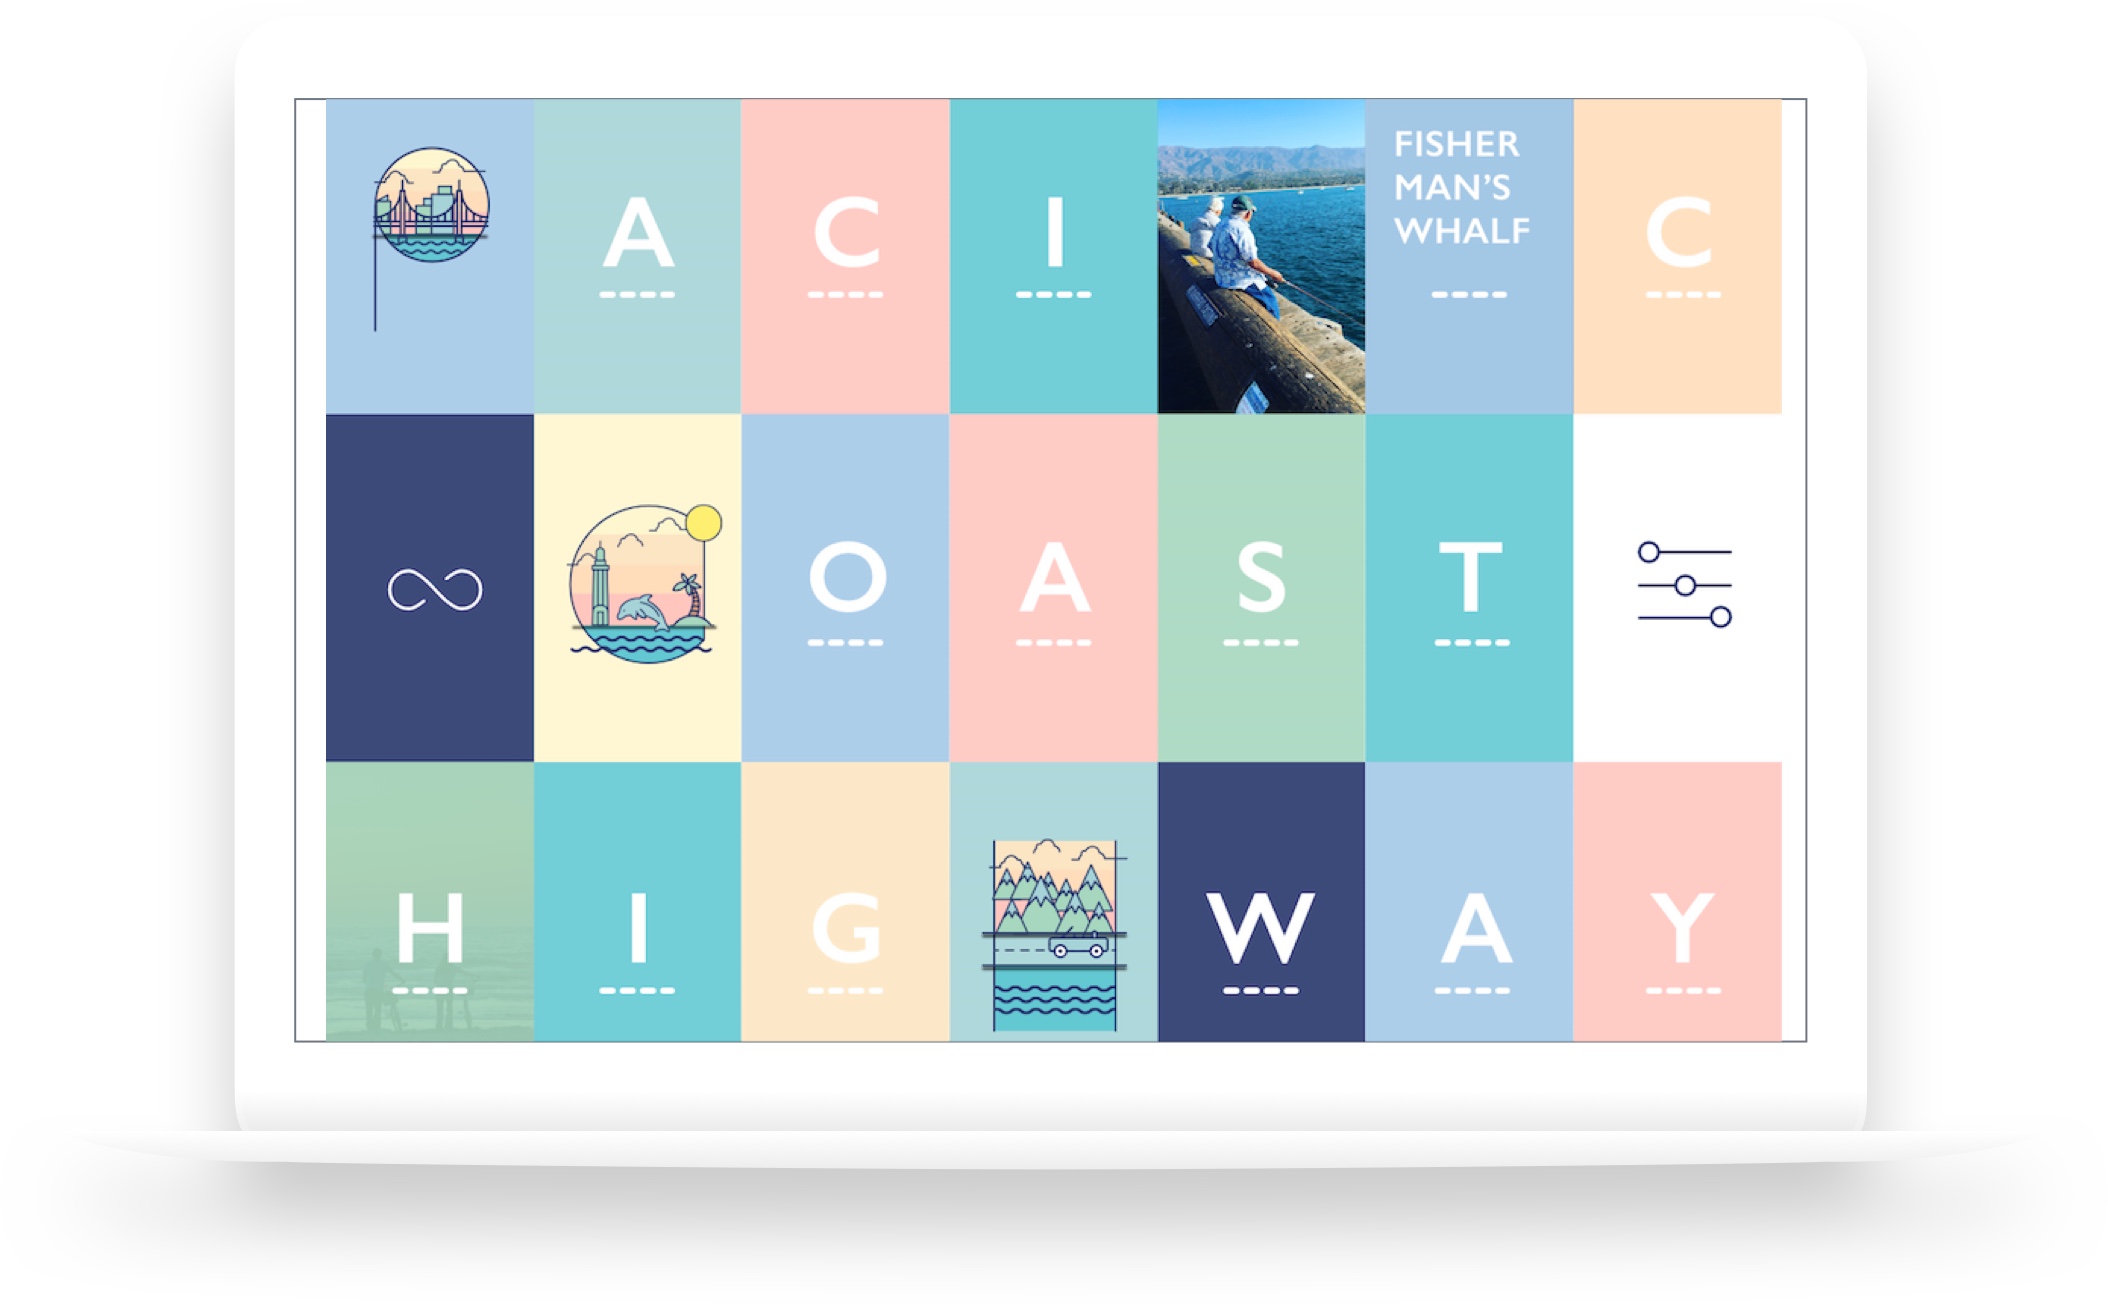 P A C I FISHER MAN'S WHALF C
C O A S T
H I G H W A Y